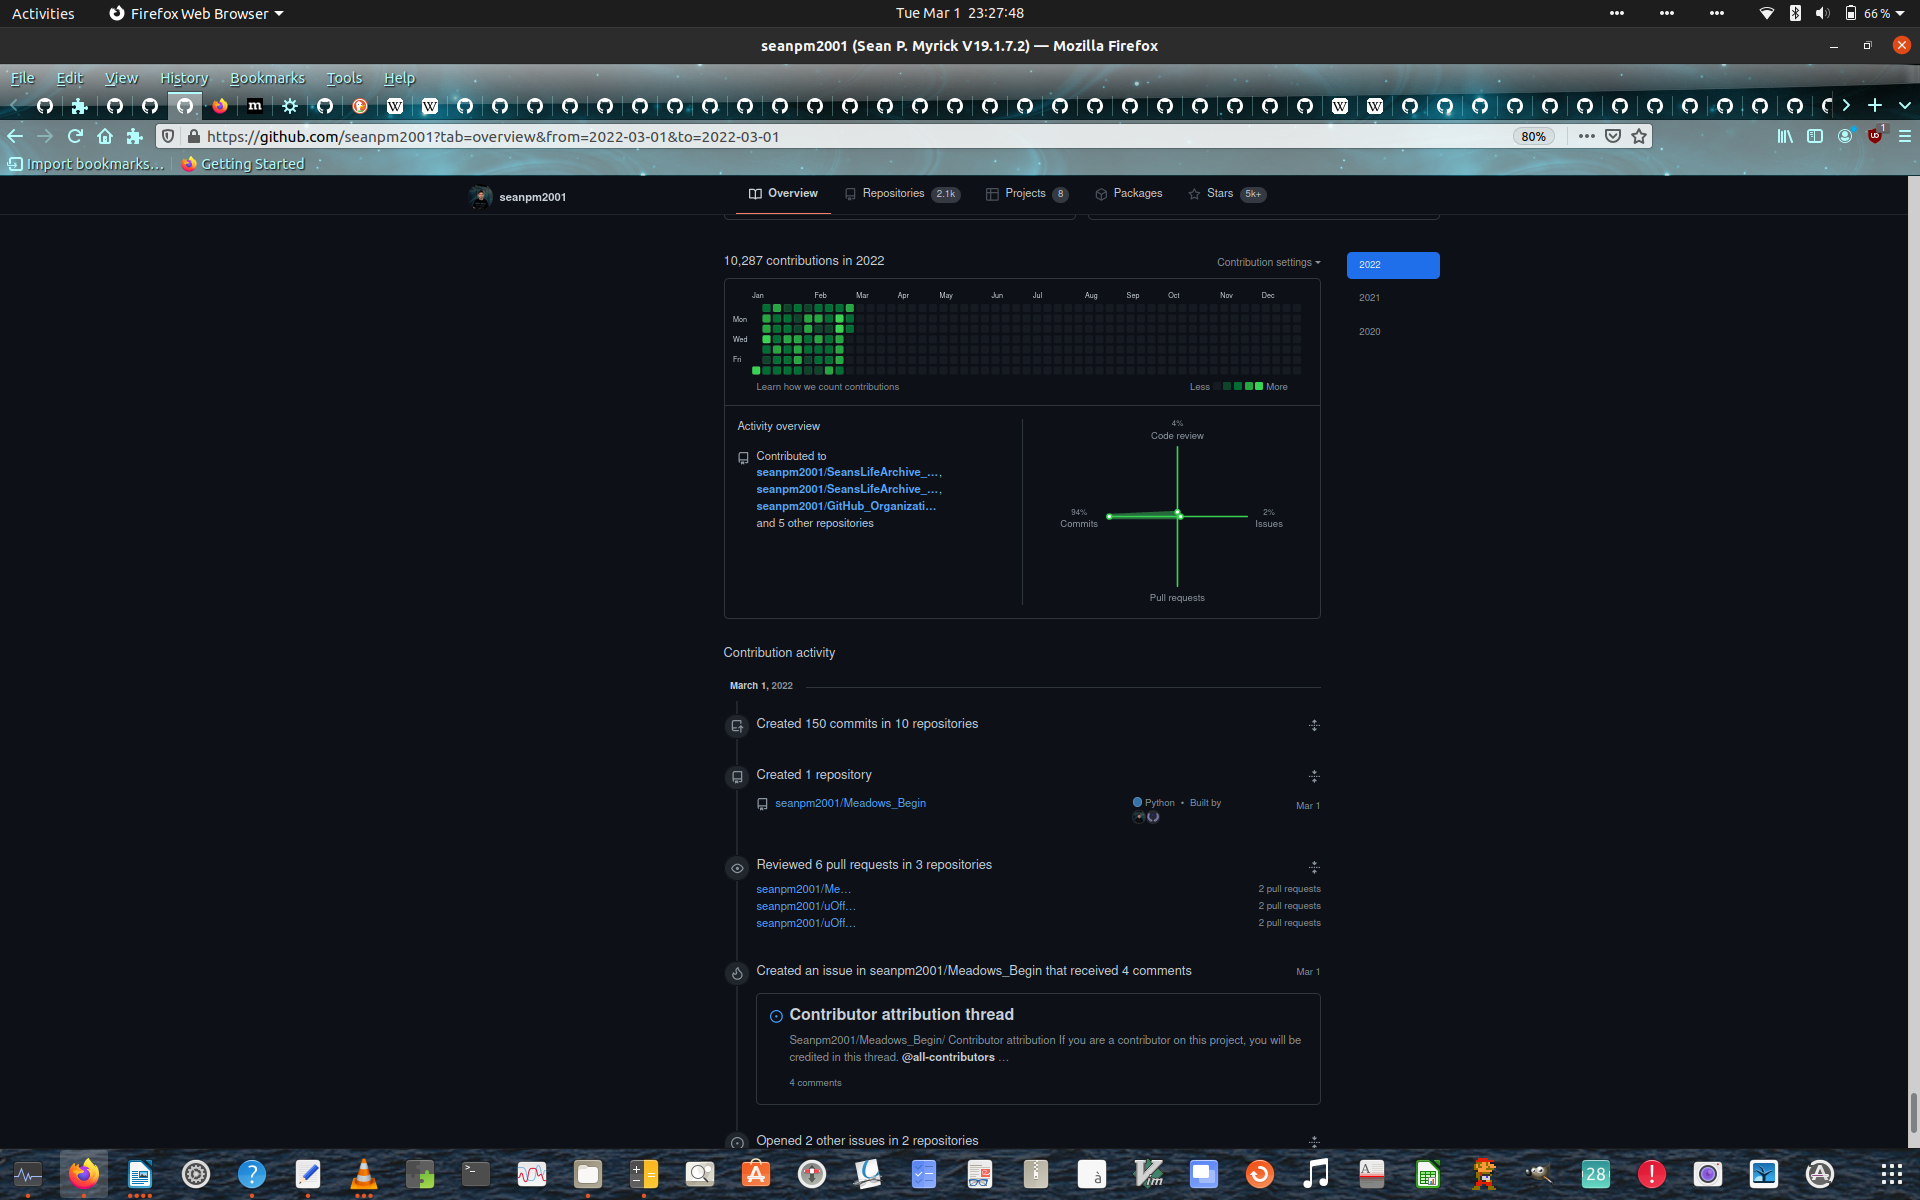 Activities
Firefox Web Browser
Tue Mar 1 23:27:48
66 %
seanpm2001 (Sean P. Myrick V19.1.7.2) — Mozilla Firefox
File Edit View History Bookmarks Tools Help
https://github.com/seanpm2001?tab=overview&from=2022-03-01&to=2022-03-01
80%
1
Import bookmarks...
Getting Started
seanpm2001
Overview
Repositories 2.1k
Projects 8
Packages
Stars 5k+
10,287 contributions in 2022
Contribution settings
2022
2021
2020
Jan Feb Mar Apr May Jun Jul Aug Sep Oct Nov Dec
Mon
Wed
Fri
Learn how we count contributions
Less More
Activity overview
Contributed to
seanpm2001/SeansLifeArchive_...,
seanpm2001/SeansLifeArchive_...,
seanpm2001/GitHub_Organizati...
and 5 other repositories
4%
Code review
94%
Commits
2%
Issues
Pull requests
Contribution activity
March 1, 2022
Created 150 commits in 10 repositories
Created 1 repository
seanpm2001/Meadows_Begin
Python • Built by
Mar 1
Reviewed 6 pull requests in 3 repositories
seanpm2001/Me... 2 pull requests
seanpm2001/uOff... 2 pull requests
seanpm2001/uOff... 2 pull requests
Created an issue in seanpm2001/Meadows_Begin that received 4 comments
Mar 1
Contributor attribution thread
Seanpm2001/Meadows_Begin/ Contributor attribution If you are a contributor on this project, you will be
credited in this thread. @all-contributors ...
4 comments
Opened 2 other issues in 2 repositories
28